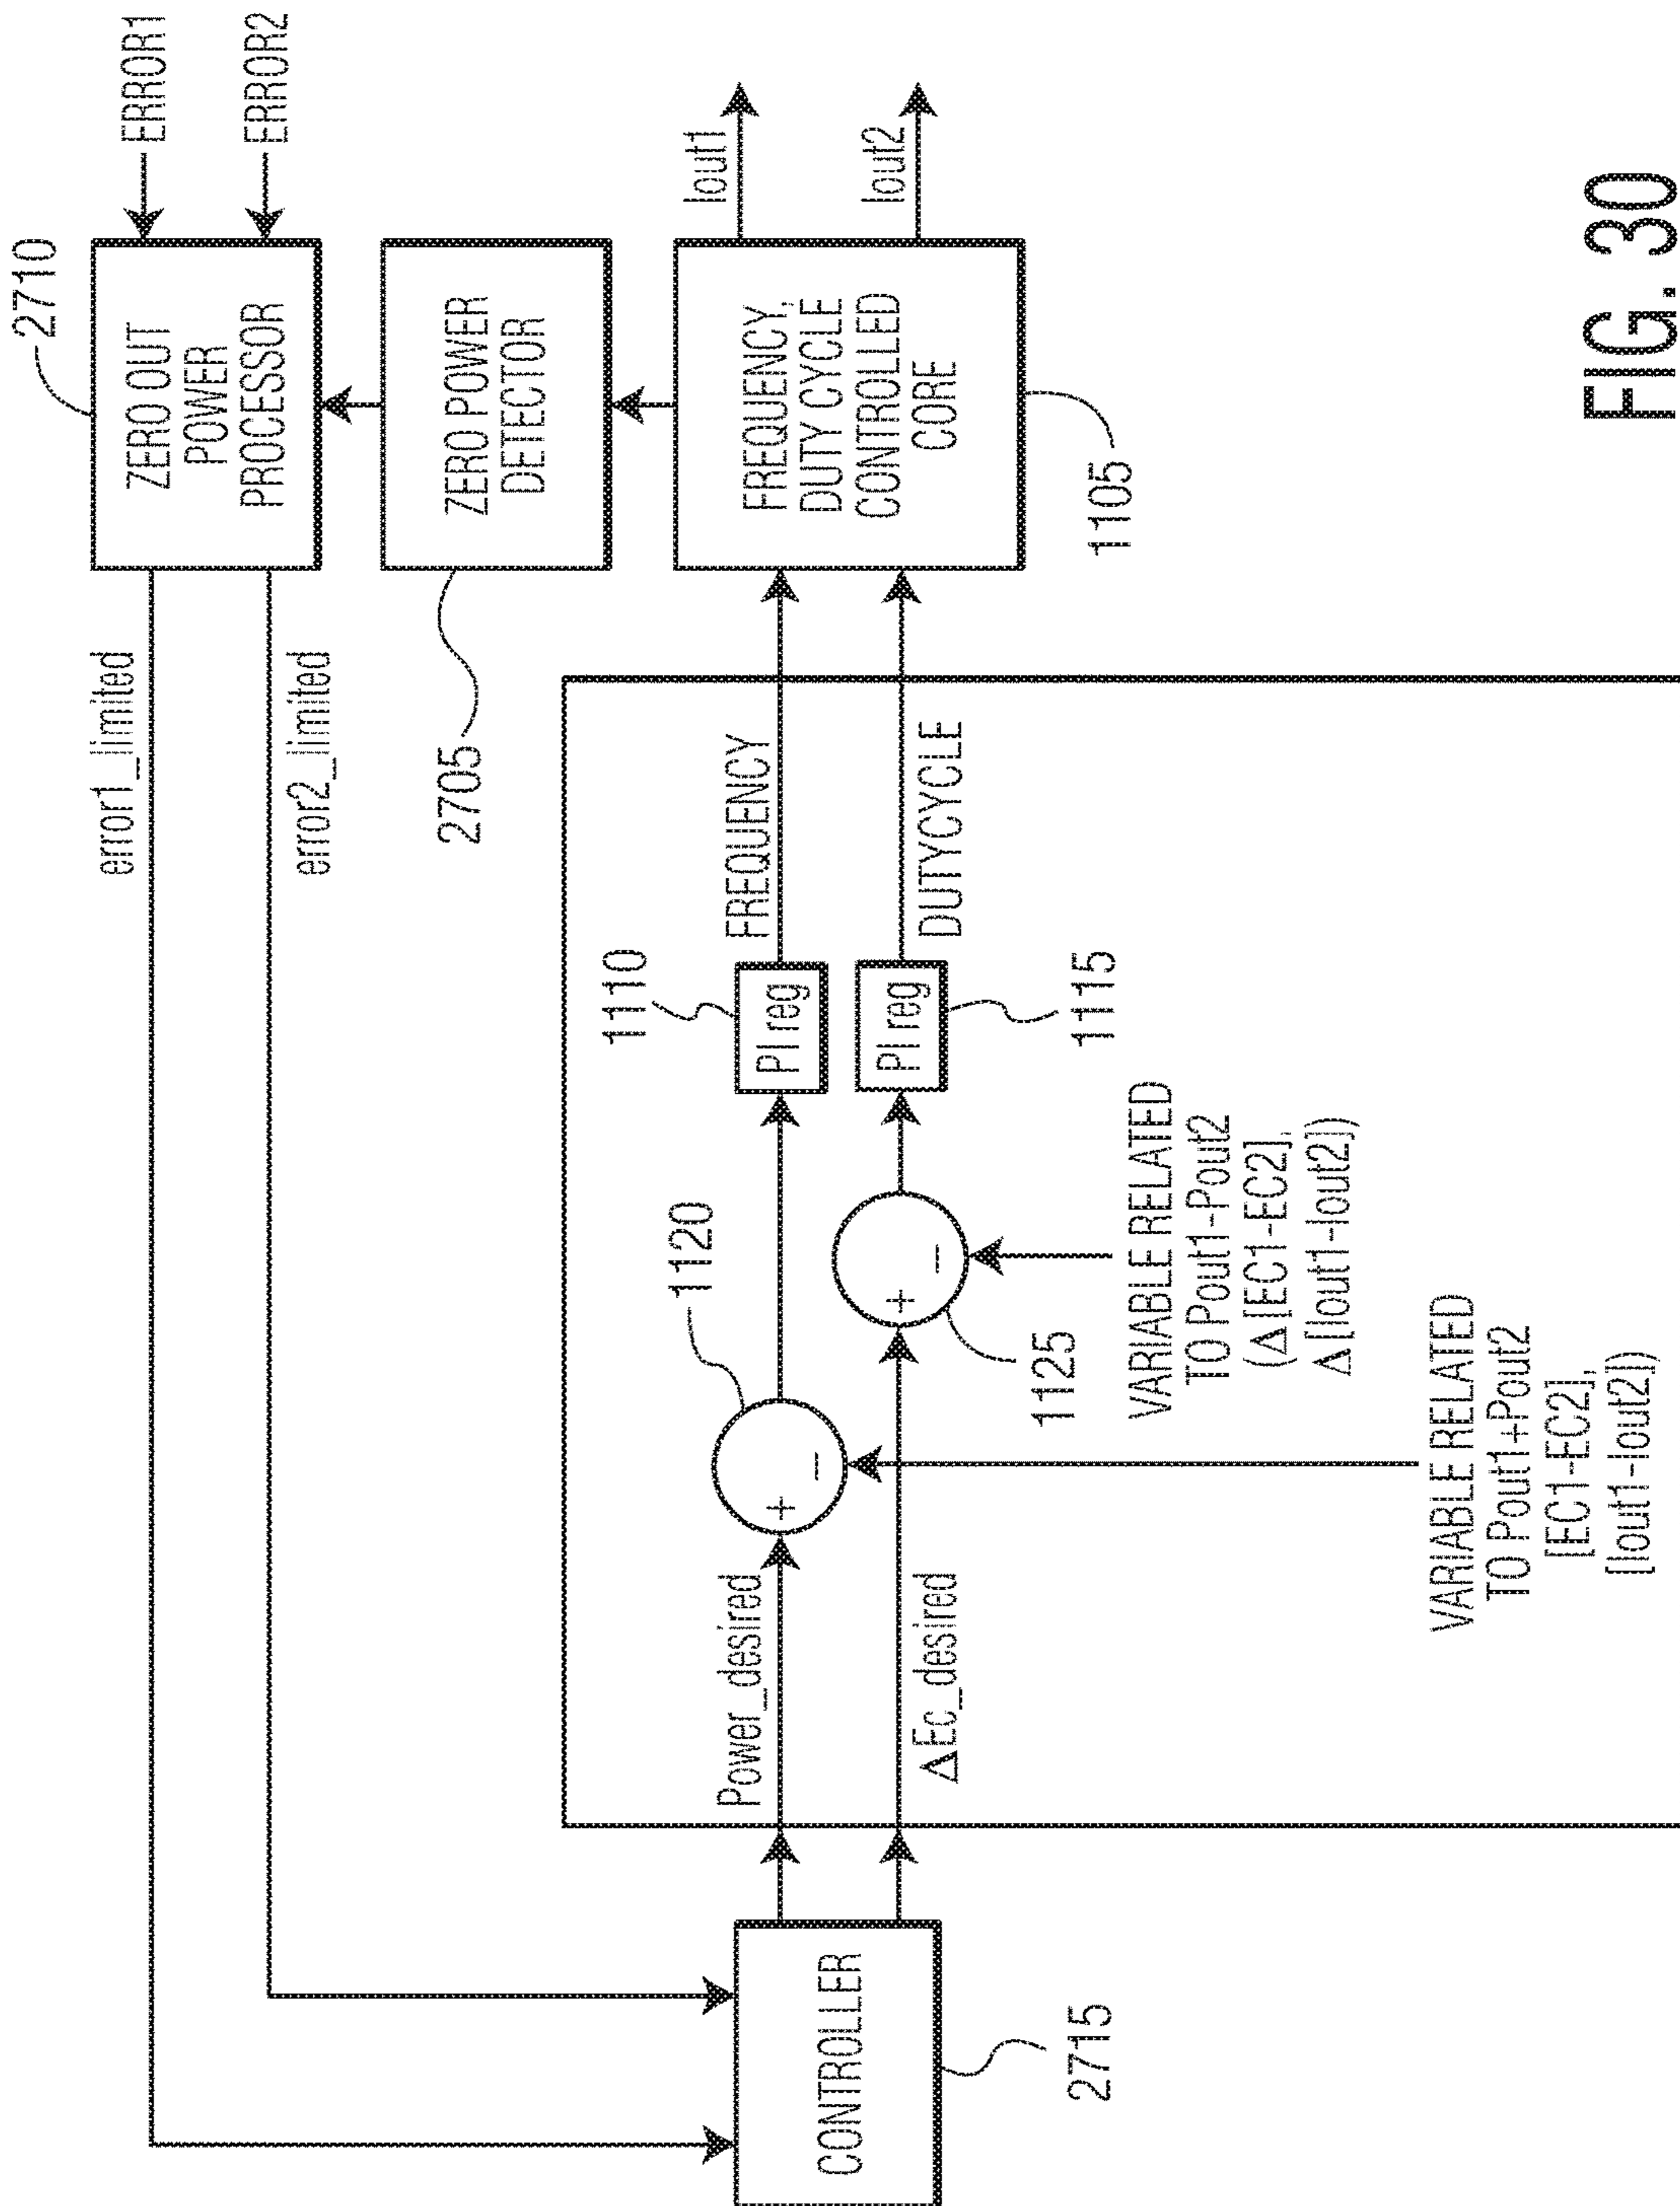 error1_limited
error2_limited
2710
ZERO OUT
POWER
PROCESSOR
ERROR1
ERROR2
2705
ZERO POWER
DETECTOR
CONTROLLER
2715
Power_desired
ΔEc_desired
1120
+
−
1125
+
−
1110
PI reg
PI reg
1115
FREQUENCY
DUTYCYCLE
FREQUENCY,
DUTY CYCLE
CONTROLLED
CORE
1105
Iout1
Iout2
VARIABLE RELATED
TO Pout1-Pout2
(Δ[EC1-EC2],
Δ[Iout1-Iout2])
VARIABLE RELATED
TO Pout1+Pout2
[EC1-EC2],
[Iout1-Iout2])
FIG. 30